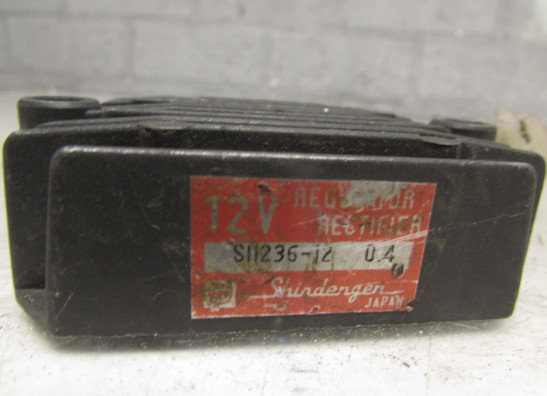 12V REGULATOR
RECTIFIER
SH236-12 0.4
Shindengen
JAPAN